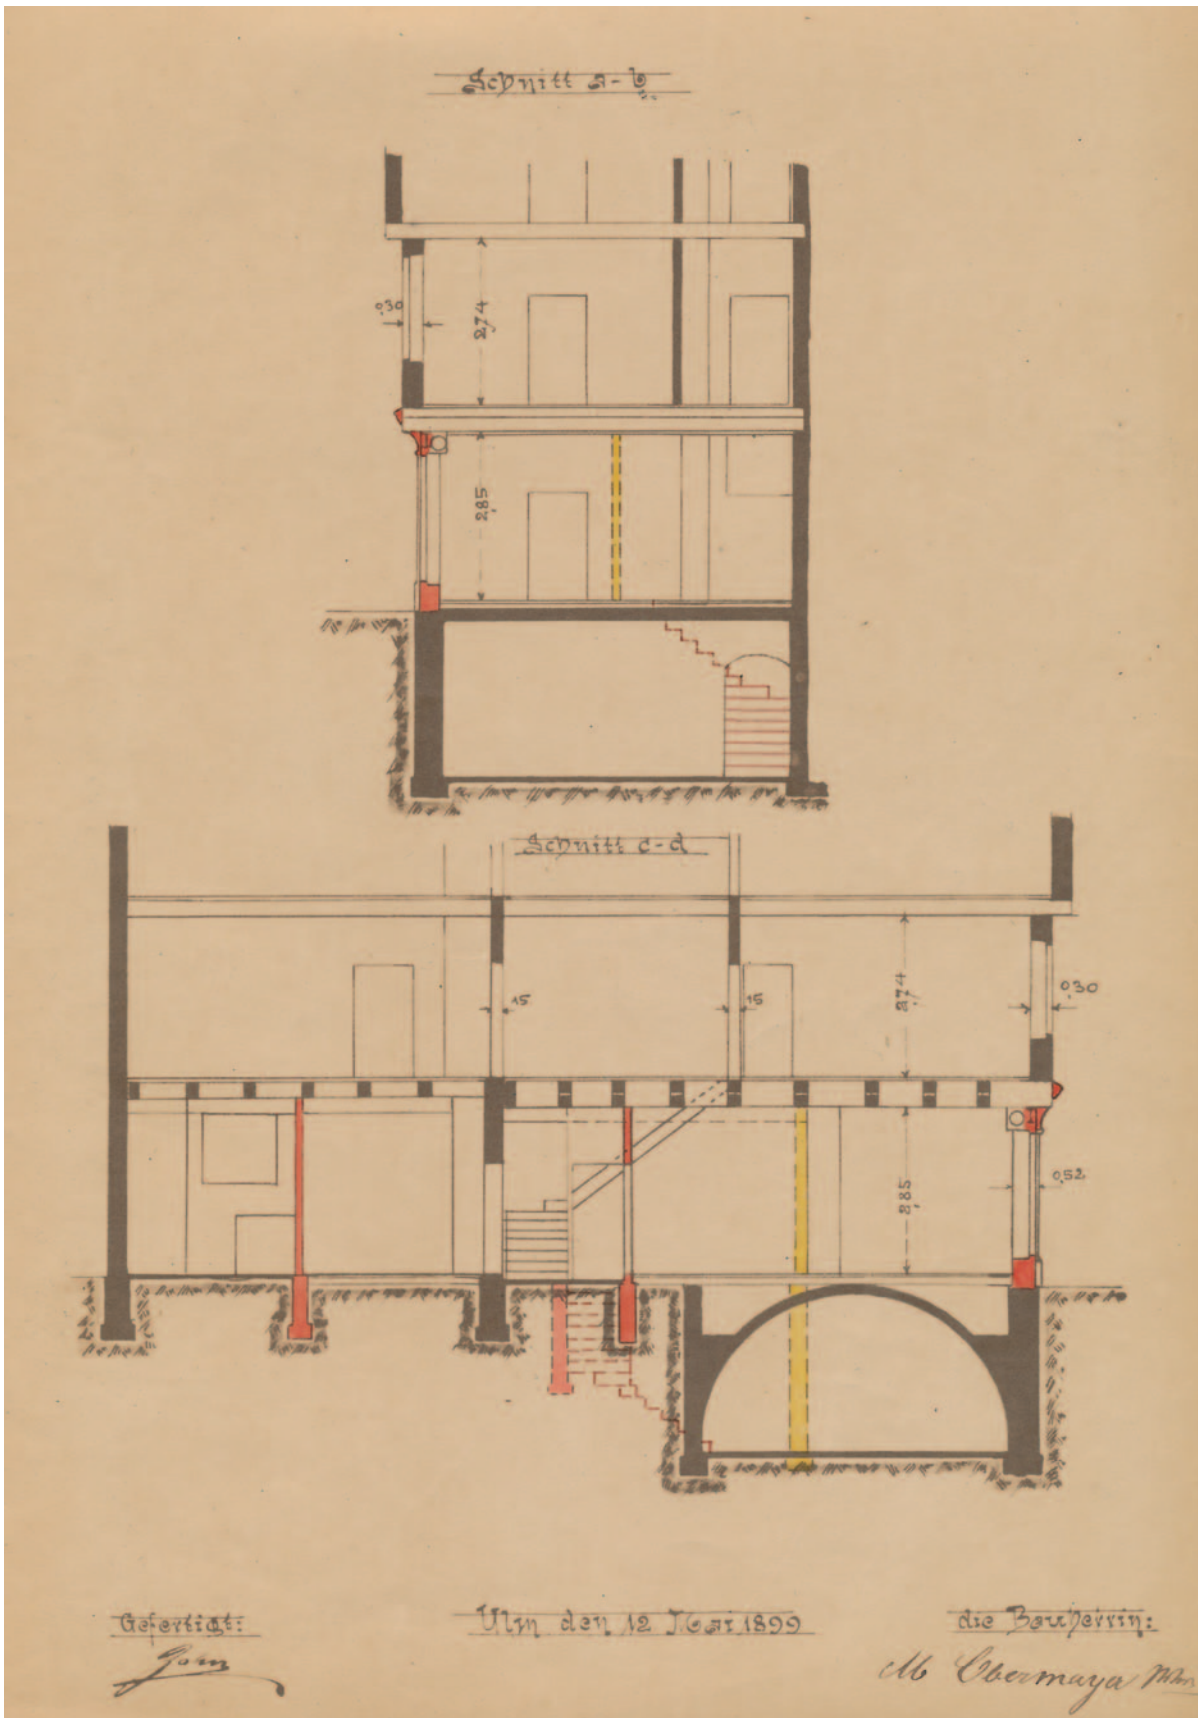 Schnitt a-b.
0,30
2,74
2,85
Schnitt c-d
15
15
2,74
0,30
2,85
0,52
Gefertigt:
Ulm den 12 Mai 1899
die Bauherrin:
M Obermaya